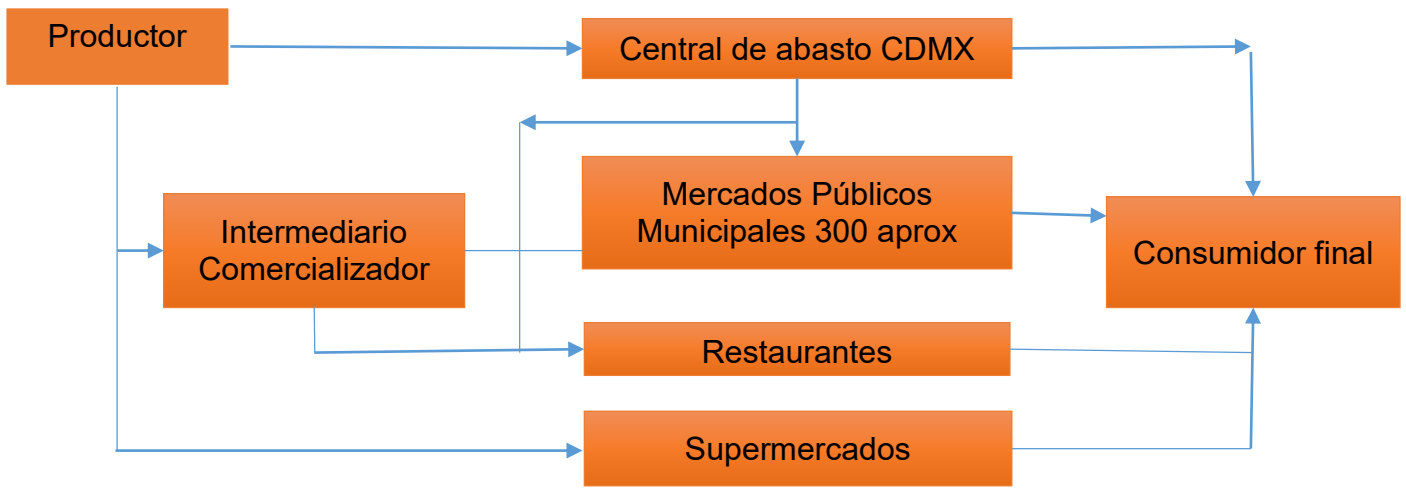 Productor
Central de abasto CDMX
Mercados Públicos
Municipales 300 aprox
Intermediario
Comercializador
Consumidor final
Restaurantes
Supermercados